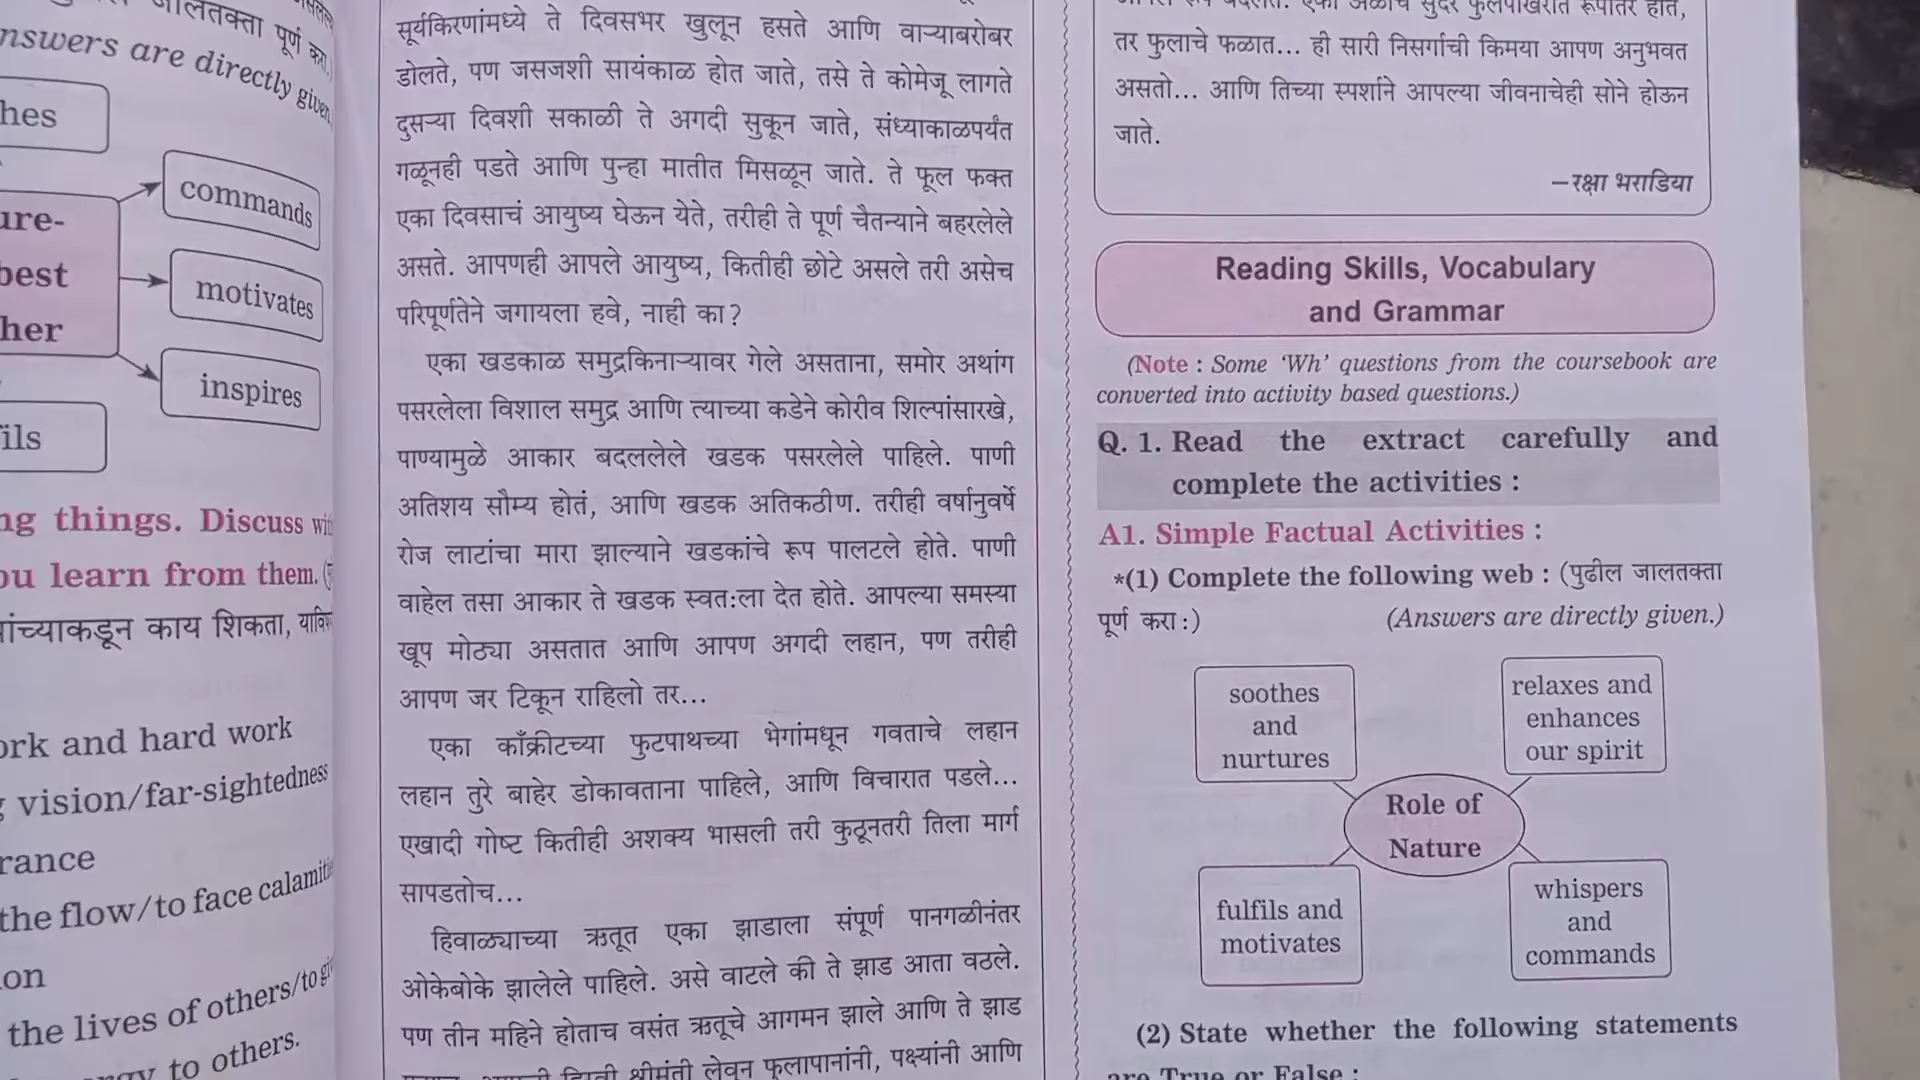 जालतक्ता पूर्ण करा.
nswers are directly given.
hes
commands
ure-
best
her
motivates
inspires
ils
ng things. Discuss
ou learn from them.
यांच्याकडून काय शिकता,
ork and hard work
vision/far-sightedness
rance
the flow/to face
on
the lives of others/to
to others.
सूर्यकिरणांमध्ये ते दिवसभर खुलून हसते आणि वाऱ्याबरोबर
डोलते, पण जसजशी सायंकाळ होत जाते, तसे ते कोमेजू लागते
दुसऱ्या दिवशी सकाळी ते अगदी सुकून जाते, संध्याकाळपर्यंत
गळूनही पडते आणि पुन्हा मातीत मिसळून जाते. ते फूल फक्त
एका दिवसाचं आयुष्य घेऊन येते, तरीही ते पूर्ण चैतन्याने बहरलेले
असते. आपणही आपले आयुष्य, कितीही छोटे असले तरी असेच
परिपूर्णतेने जगायला हवे, नाही का?
एका खडकाळ समुद्रकिनाऱ्यावर गेले असताना, समोर अथांग
पसरलेला विशाल समुद्र आणि त्याच्या कडेने कोरीव शिल्पांसारखे,
पाण्यामुळे आकार बदललेले खडक पसरलेले पाहिले. पाणी
अतिशय सौम्य होतं, आणि खडक अतिकठीण. तरीही वर्षानुवर्षे
रोज लाटांचा मारा झाल्याने खडकांचे रूप पालटले होते. पाणी
वाहेल तसा आकार ते खडक स्वतःला देत होते. आपल्या समस्या
खूप मोठ्या असतात आणि आपण अगदी लहान, पण तरीही
आपण जर टिकून राहिलो तर...
एका काँक्रीटच्या फुटपाथच्या भेगांमधून गवताचे लहान
लहान तुरे बाहेर डोकावताना पाहिले, आणि विचारात पडले...
एखादी गोष्ट कितीही अशक्य भासली तरी कुठूनतरी तिला मार्ग
सापडतोच...
हिवाळ्याच्या ऋतूत एका झाडाला संपूर्ण पानगळीनंतर
ओकेबोके झालेले पाहिले. असे वाटले की ते झाड आता वठले.
पण तीन महिने होताच वसंत ऋतूचे आगमन झाले आणि ते झाड
श्रीमंती लेवून फुलापानांनी, पक्ष्यांनी आणि
तर फुलाचे फळात... ही सारी निसर्गाची किमया आपण अनुभवत
असतो... आणि तिच्या स्पर्शाने आपल्या जीवनाचेही सोने होऊन
जाते.
–रक्षा भराडिया
Reading Skills, Vocabulary
and Grammar
(Note : Some ‘Wh’ questions from the coursebook are
converted into activity based questions.)
Q. 1. Read the extract carefully and
complete the activities :
A1. Simple Factual Activities :
*(1) Complete the following web : (पुढील जालतक्ता
पूर्ण करा:) (Answers are directly given.)
soothes
and
nurtures
relaxes and
enhances
our spirit
Role of
Nature
fulfils and
motivates
whispers
and
commands
(2) State whether the following statements
are True or False :